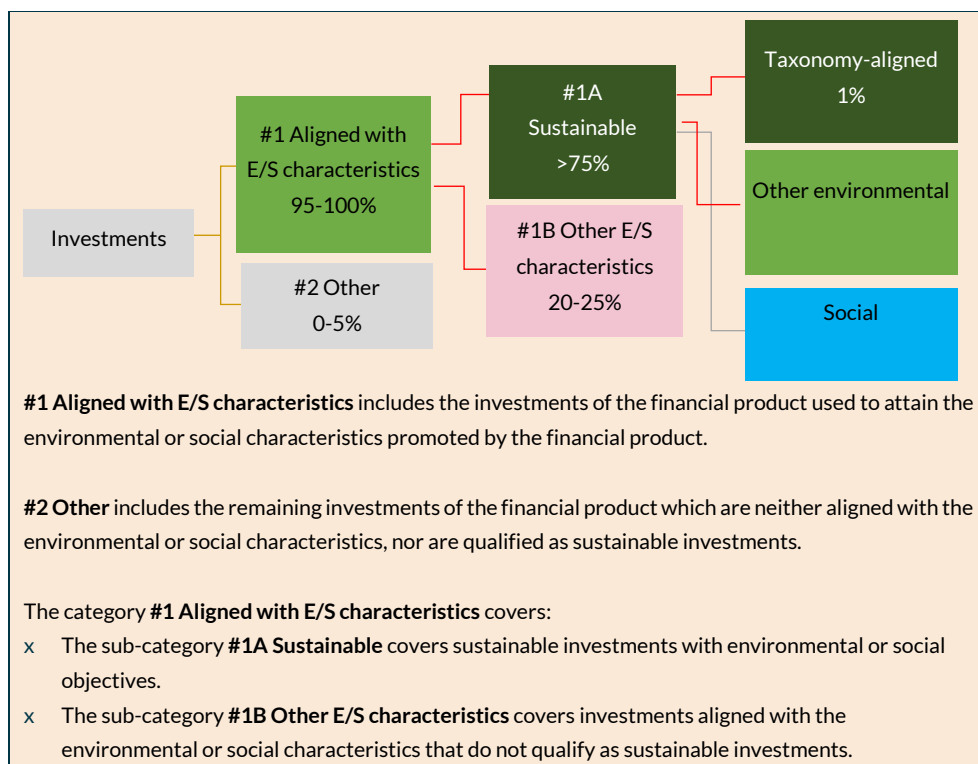 Investments
#1 Aligned with
E/S characteristics
95-100%
#2 Other
0-5%
#1A
Sustainable
>75%
#1B Other E/S
characteristics
20-25%
Taxonomy-aligned
1%
Other environmental
Social
#1 Aligned with E/S characteristics includes the investments of the financial product used to attain the
environmental or social characteristics promoted by the financial product.
#2 Other includes the remaining investments of the financial product which are neither aligned with the
environmental or social characteristics, nor are qualified as sustainable investments.
The category #1 Aligned with E/S characteristics covers:
x The sub-category #1A Sustainable covers sustainable investments with environmental or social
objectives.
x The sub-category #1B Other E/S characteristics covers investments aligned with the
environmental or social characteristics that do not qualify as sustainable investments.